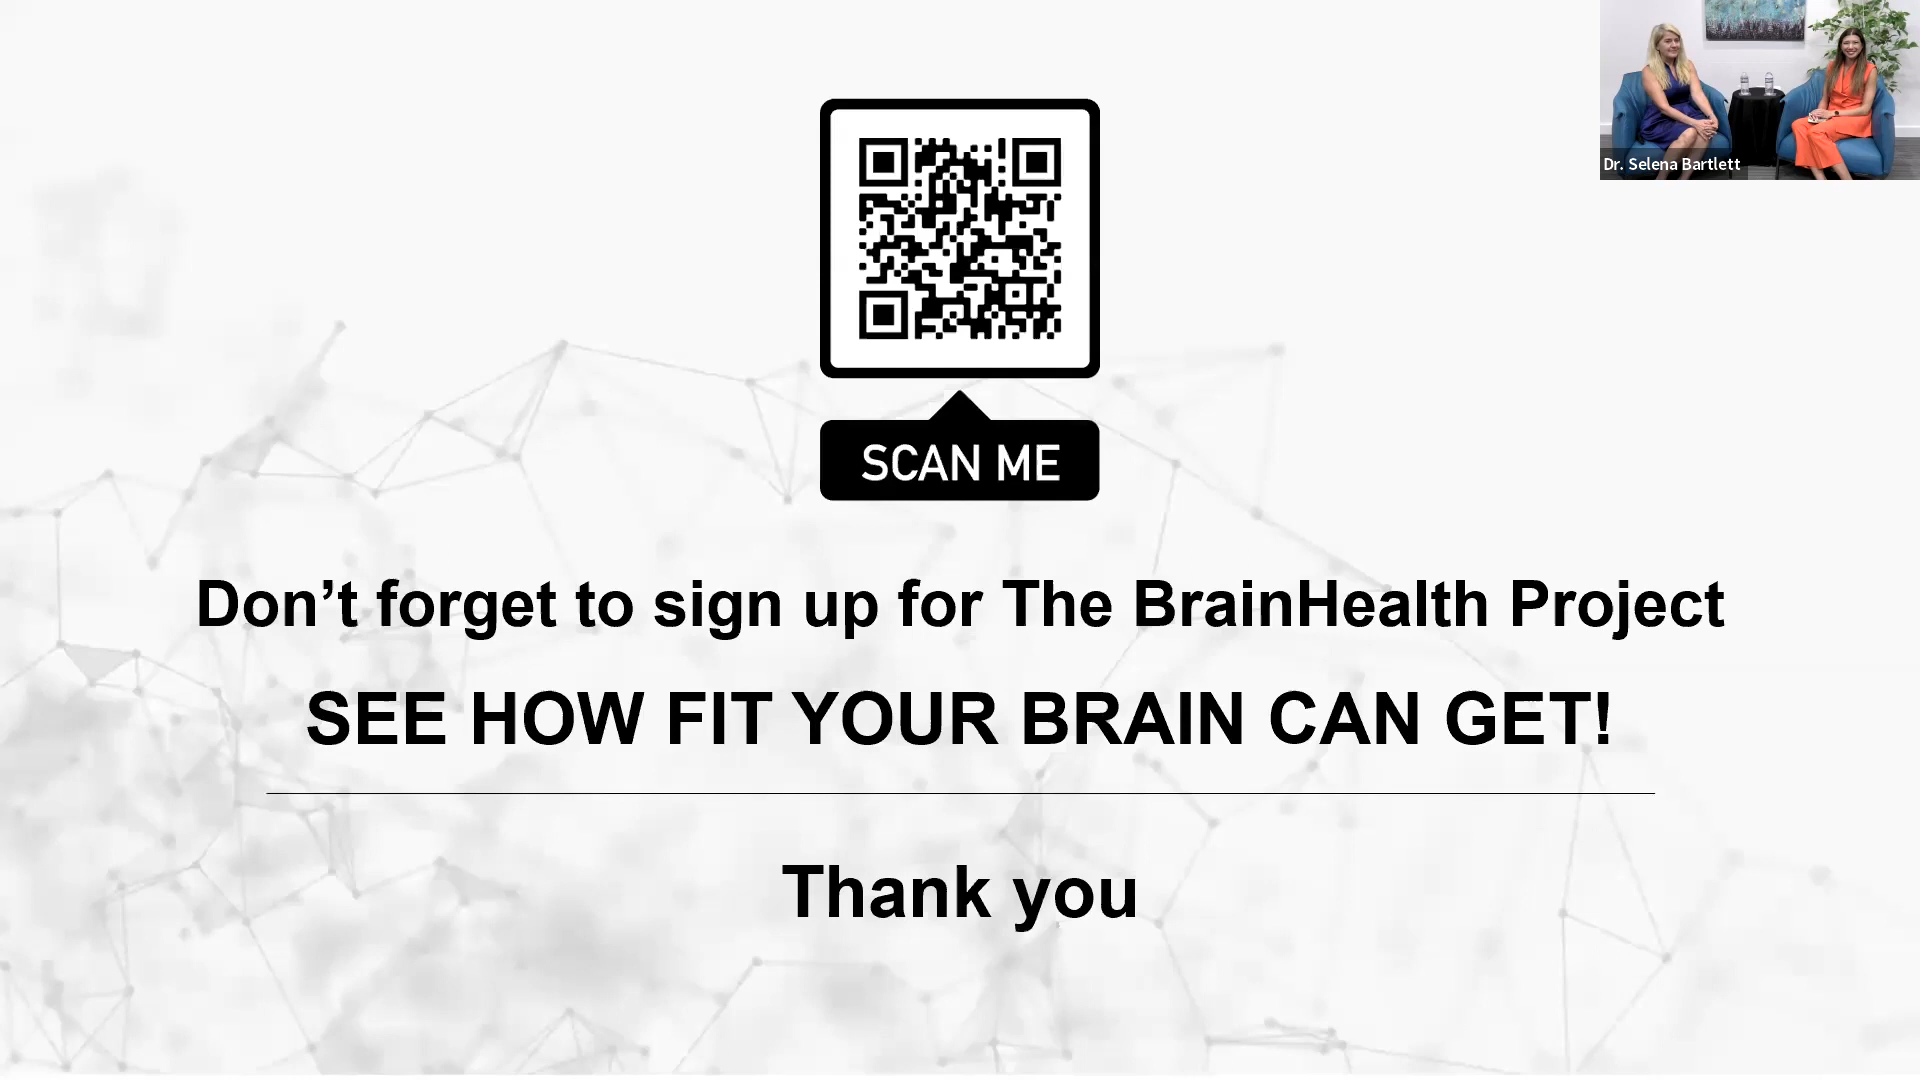 Dr. Selena Bartlett
SCAN ME
Don’t forget to sign up for The BrainHealth Project
SEE HOW FIT YOUR BRAIN CAN GET!
Thank you